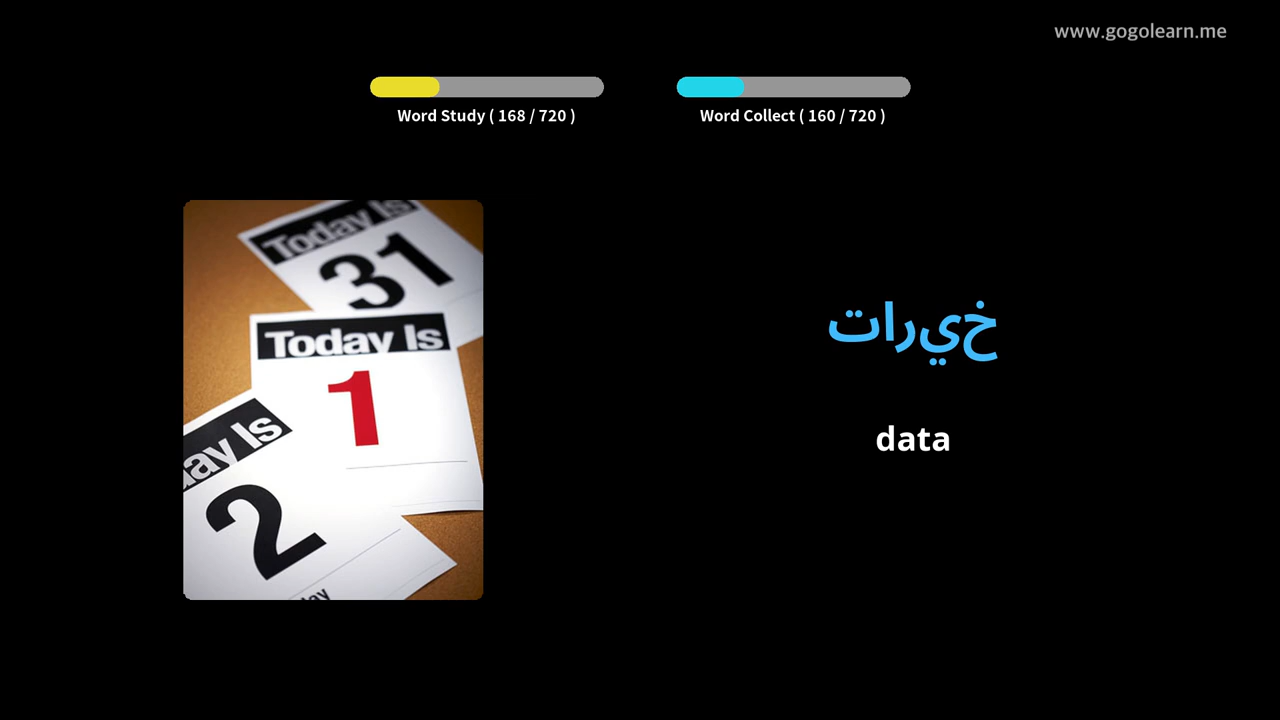 www.gogolearn.me
Word Study ( 168 / 720 )
Word Collect ( 160 / 720 )
Today Is
31
Today Is
1
day Is
2
خيرات
data